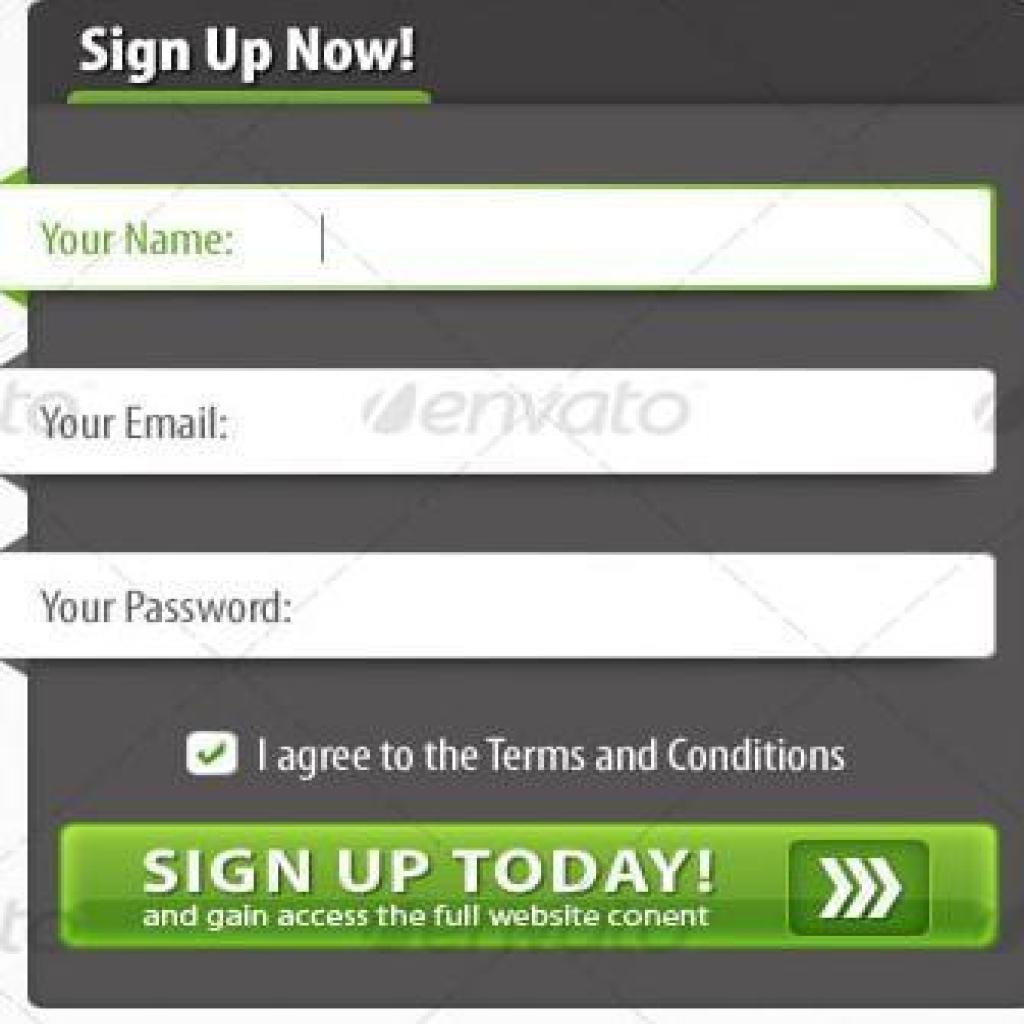 Sign Up Now!
Your Name:
Your Email:
envato
Your Password:
I agree to the Terms and Conditions
SIGN UP TODAY!
and gain access the full website conent
envato